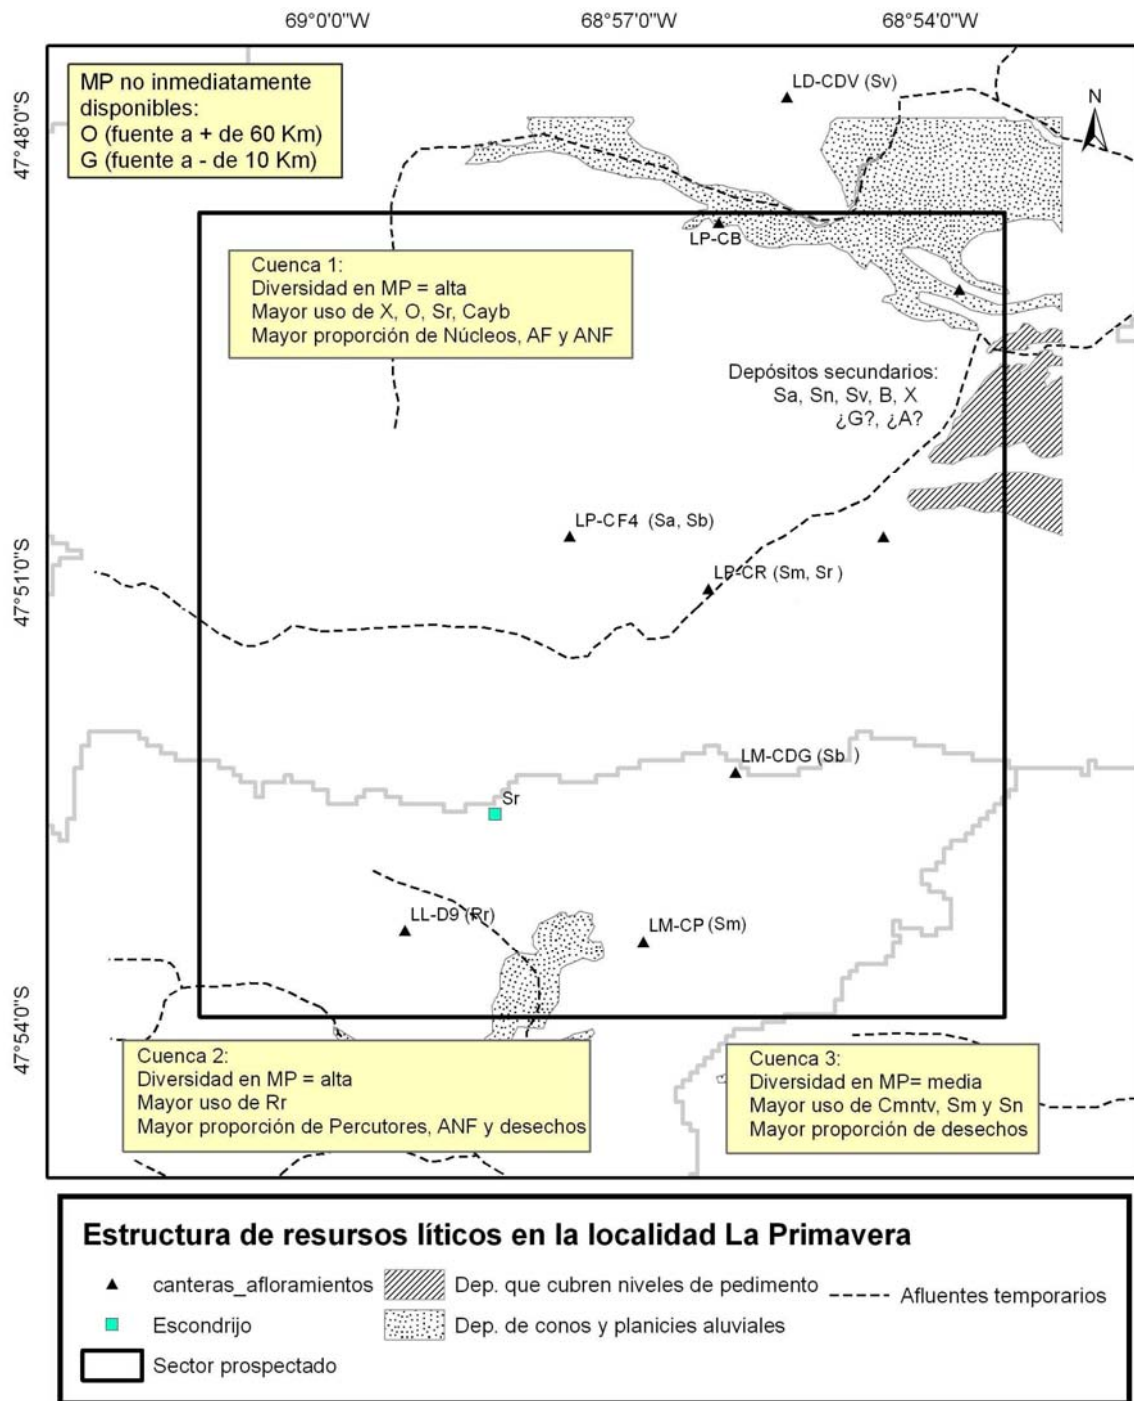 69°0'0"W
68°57'0"W
68°54'0"W
47°48'0"S
47°51'0"S
47°54'0"S
MP no inmediatamente
disponibles:
O (fuente a + de 60 Km)
G (fuente a - de 10 Km)
LD-CDV (Sv)
N
LP-CB
Cuenca 1:
Diversidad en MP = alta
Mayor uso de X, O, Sr, Cayb
Mayor proporción de Núcleos, AF y ANF
Depósitos secundarios:
Sa, Sn, Sv, B, X
¿G?, ¿A?
LP-CF4 (Sa, Sb)
LP-CR (Sm, Sr )
LM-CDG (Sb )
Sr
LL-D9 (Rr)
LM-CP (Sm)
Cuenca 2:
Diversidad en MP = alta
Mayor uso de Rr
Mayor proporción de Percutores, ANF y desechos
Cuenca 3:
Diversidad en MP= media
Mayor uso de Cmntv, Sm y Sn
Mayor proporción de desechos
Estructura de recursos líticos en la localidad La Primavera
canteras_afloramientos
Dep. que cubren niveles de pedimento
Afluentes temporarios
Escondrijo
Dep. de conos y planicies aluviales
Sector prospectado